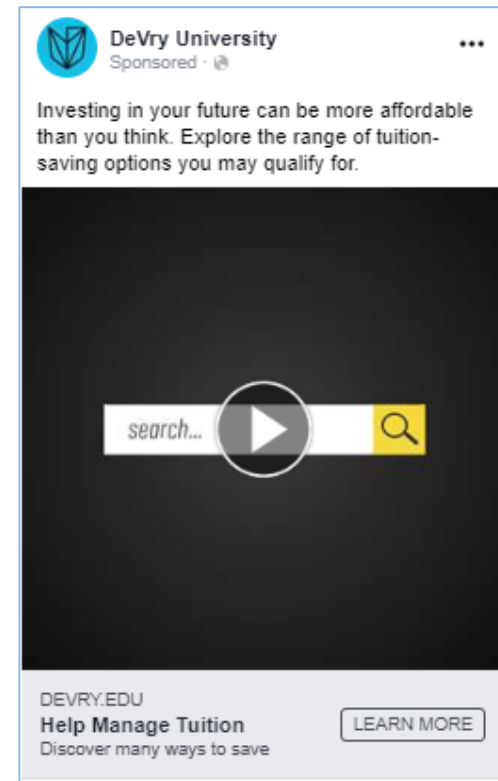 DeVry University
Sponsored ·
Investing in your future can be more affordable
than you think. Explore the range of tuition-
saving options you may qualify for.
search...
DEVRY.EDU
Help Manage Tuition
LEARN MORE
Discover many ways to save